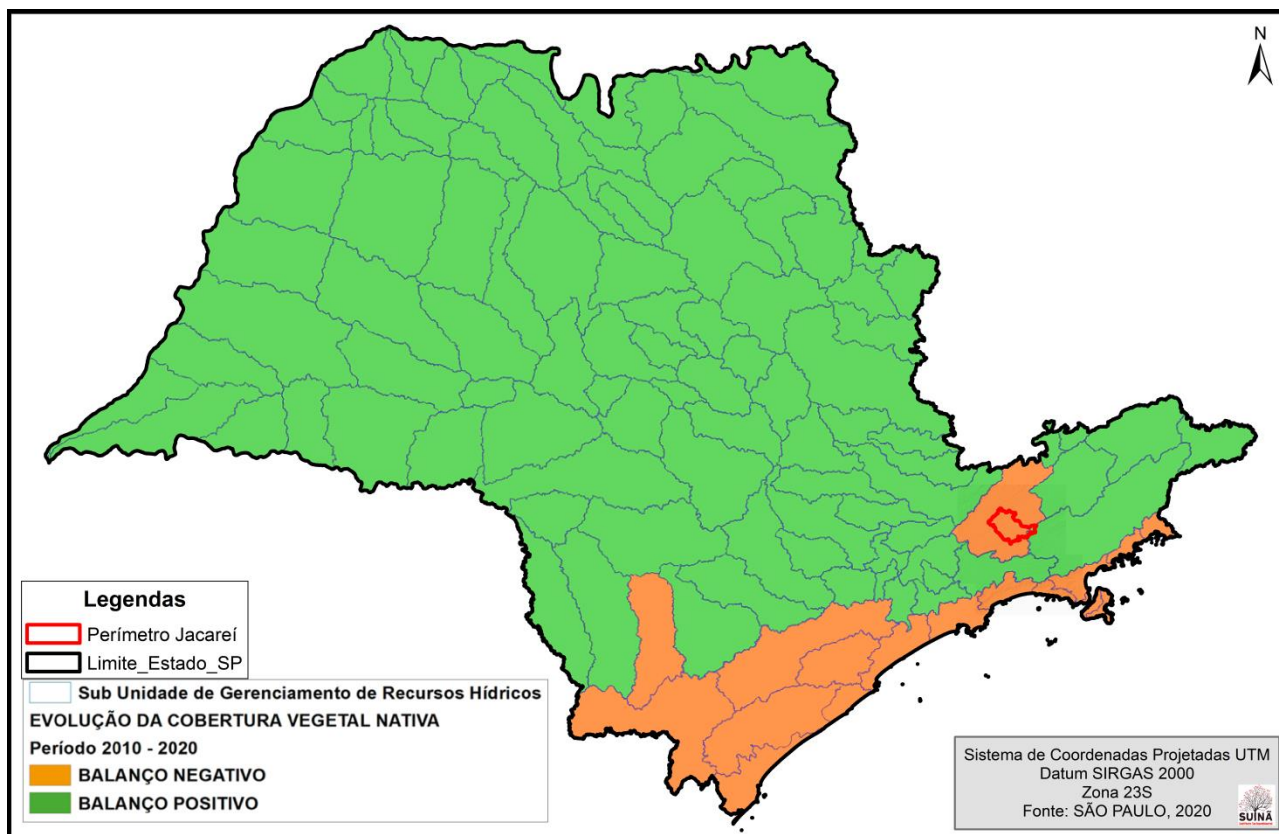 N
Legendas
Perímetro Jacareí
Limite_Estado_SP
Sub Unidade de Gerenciamento de Recursos Hídricos
EVOLUÇÃO DA COBERTURA VEGETAL NATIVA
Período 2010 - 2020
BALANÇO NEGATIVO
BALANÇO POSITIVO
Sistema de Coordenadas Projetadas UTM
Datum SIRGAS 2000
Zona 23S
Fonte: SÃO PAULO, 2020
SUINÃ